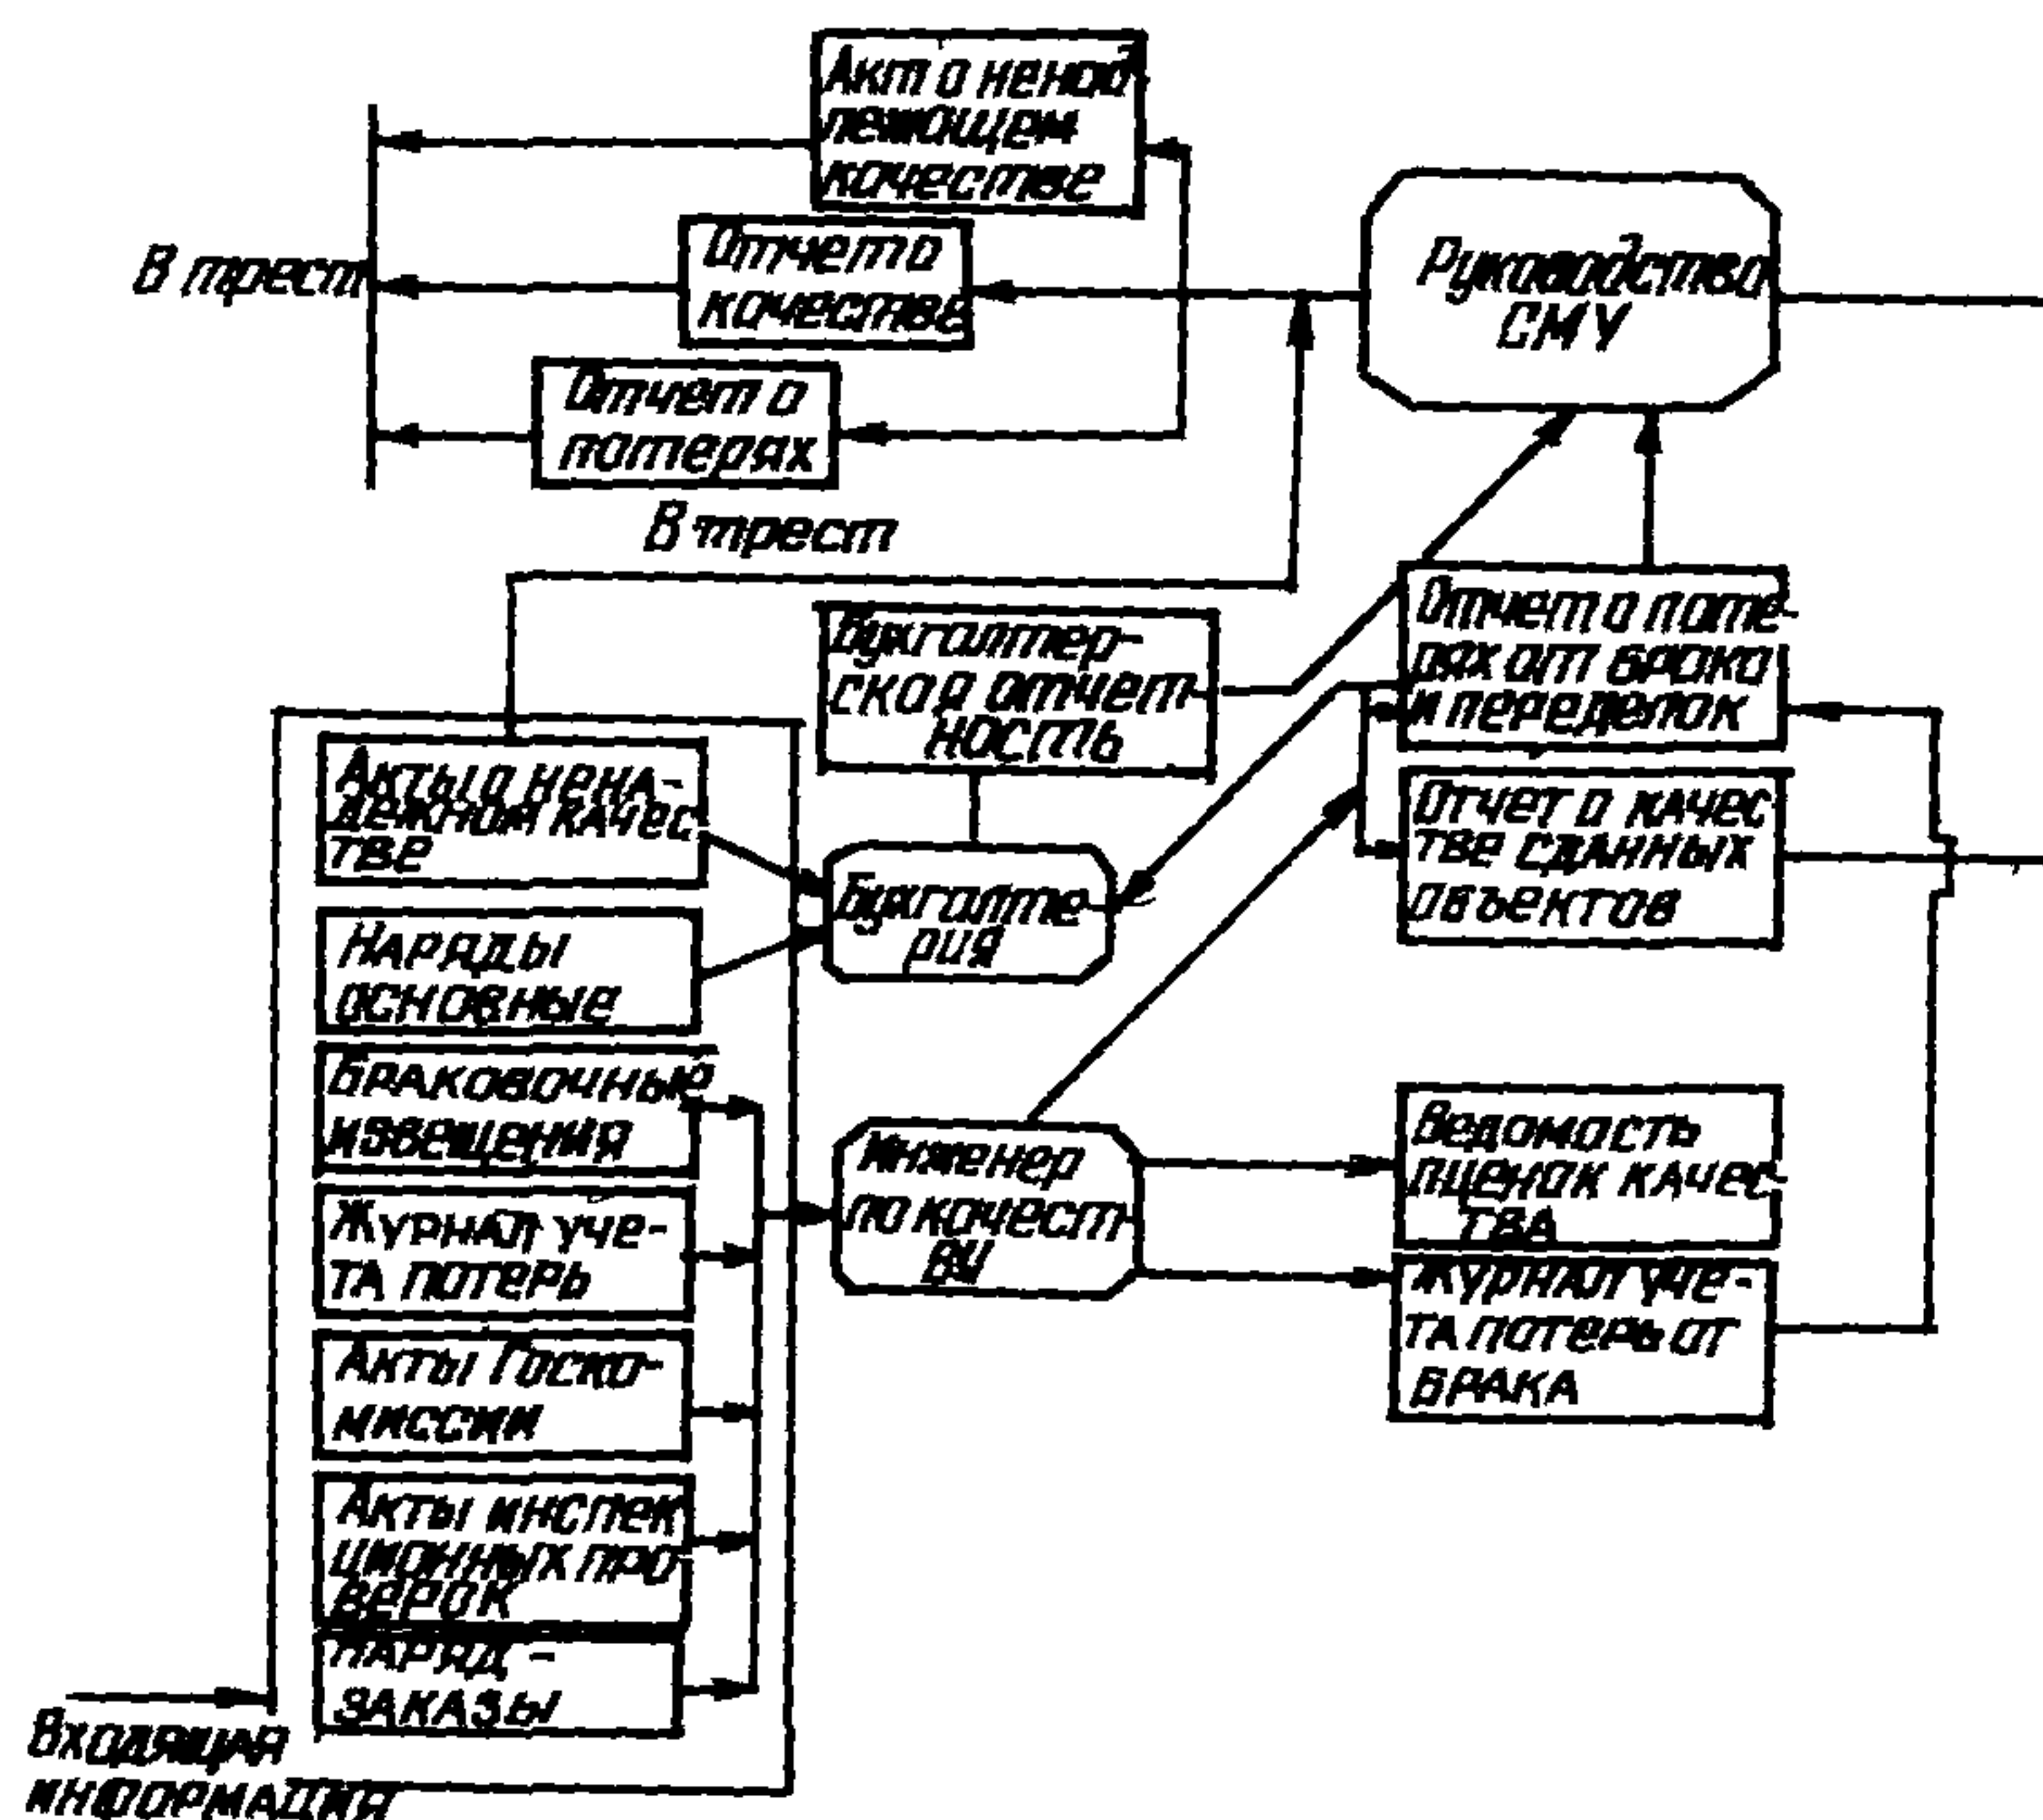 Акт о ненад
лежащем
качестве
В трест
Отчет о
качестве
Отчет о
потерях
В трест
Руководство
СМУ
Бухгалтер-
ская отчет-
ность
Отчет о поте-
рях от брака
и переделок
Акты о нена-
дежном качес
тве
Бухгалте-
рия
Отчет о качес
тве сданных
объектов
Наряды
основные
Браковочные
извещения
Инженер
по качест-
ву
Ведомость
оценок качес-
тва
Журнал уче-
та потерь
Журнал уче-
та потерь от
брака
Акты Госко-
миссии
Акты инспек
ционных про
верок
Наряд -
заказы
Входящая
информация